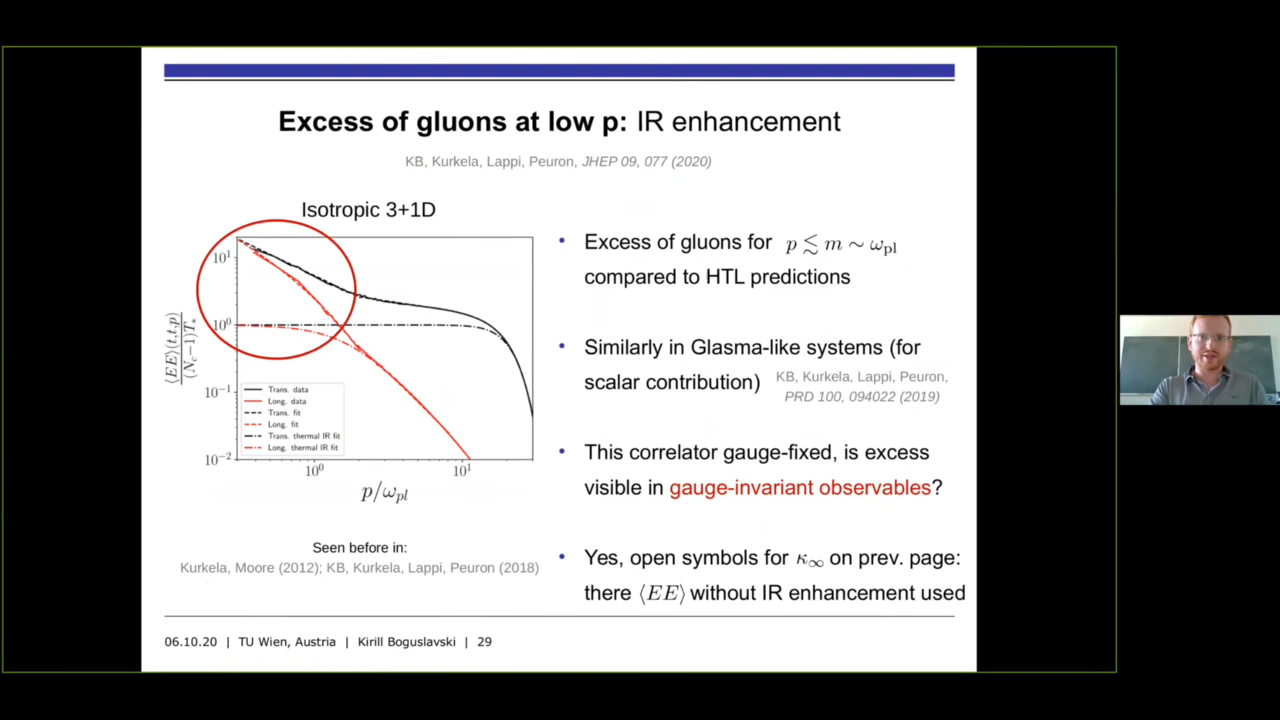 Excess of gluons at low p: IR enhancement
KB, Kurkela, Lappi, Peuron, JHEP 09, 077 (2020)
Isotropic 3+1D
10¹
10⁰
10⁻¹
10⁻²
⟨EE⟩(t,t,p)
(N_c−1)T_*
Trans. data
Long. data
Trans. fit
Long. fit
Trans. thermal IR fit
Long. thermal IR fit
10⁰ 10¹
p/ω_pl
Seen before in:
Kurkela, Moore (2012); KB, Kurkela, Lappi, Peuron (2018)
• Excess of gluons for p ≲ m ∼ ω_pl
compared to HTL predictions
• Similarly in Glasma-like systems (for
scalar contribution) KB, Kurkela, Lappi, Peuron,
PRD 100, 094022 (2019)
• This correlator gauge-fixed, is excess
visible in gauge-invariant observables?
• Yes, open symbols for κ_∞ on prev. page:
there ⟨EE⟩ without IR enhancement used
06.10.20 | TU Wien, Austria | Kirill Boguslavski | 29